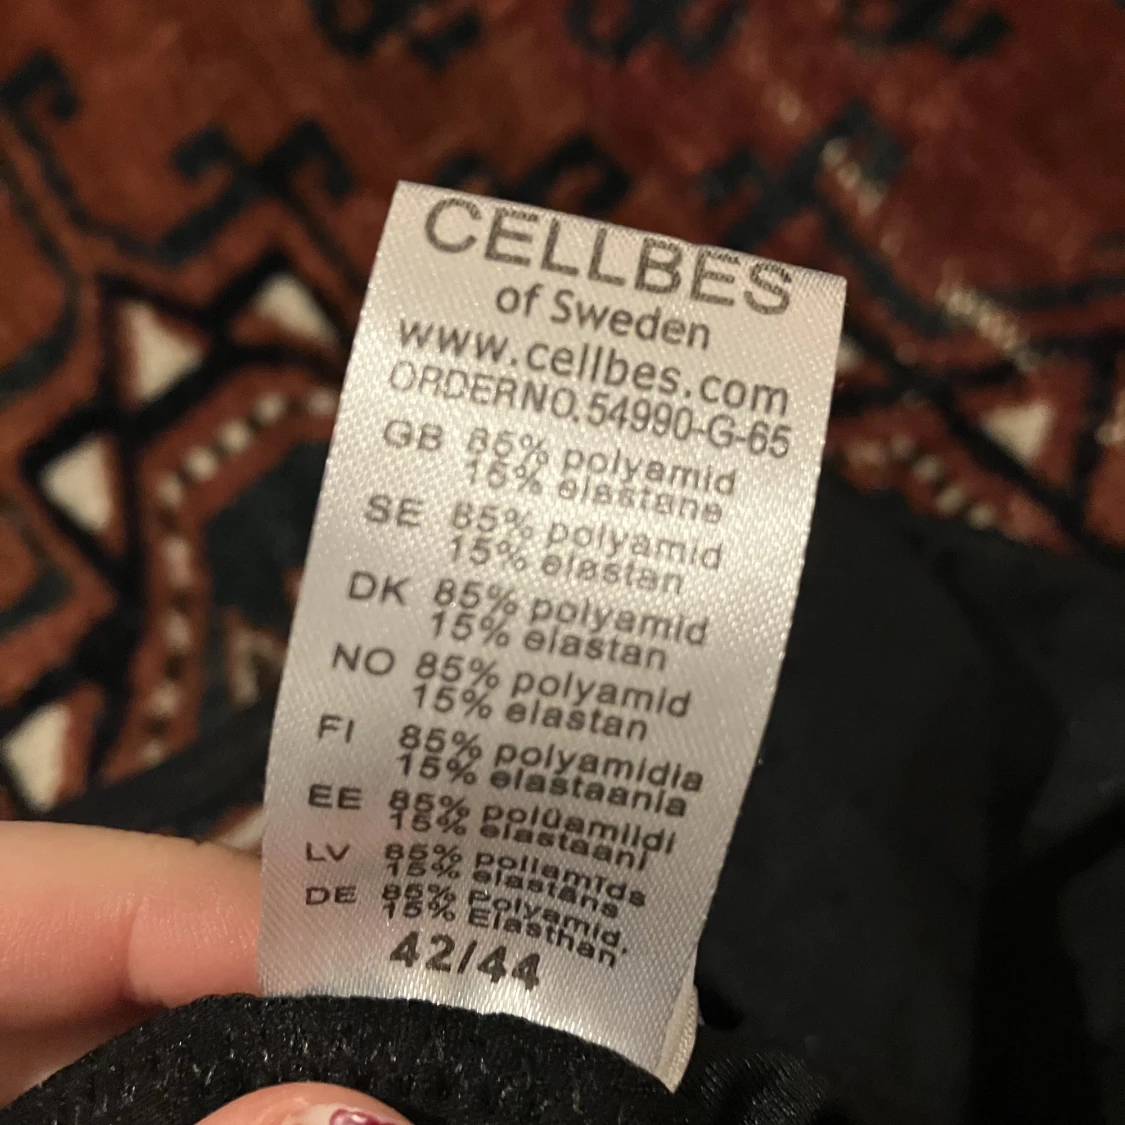 CELLBES
of Sweden
www.cellbes.com
ORDERNO.54990-G-65
GB 85% polyamid
15% elastane
SE 85% polyamid
15% elastan
DK 85% polyamid
15% elastan
NO 85% polyamid
15% elastan
FI 85% polyamidia
15% elastaania
EE 85% polüamiidi
15% elastaani
LV 85% poliamīds
15% elastāns
DE 85% Polyamid,
15% Elasthan
42/44